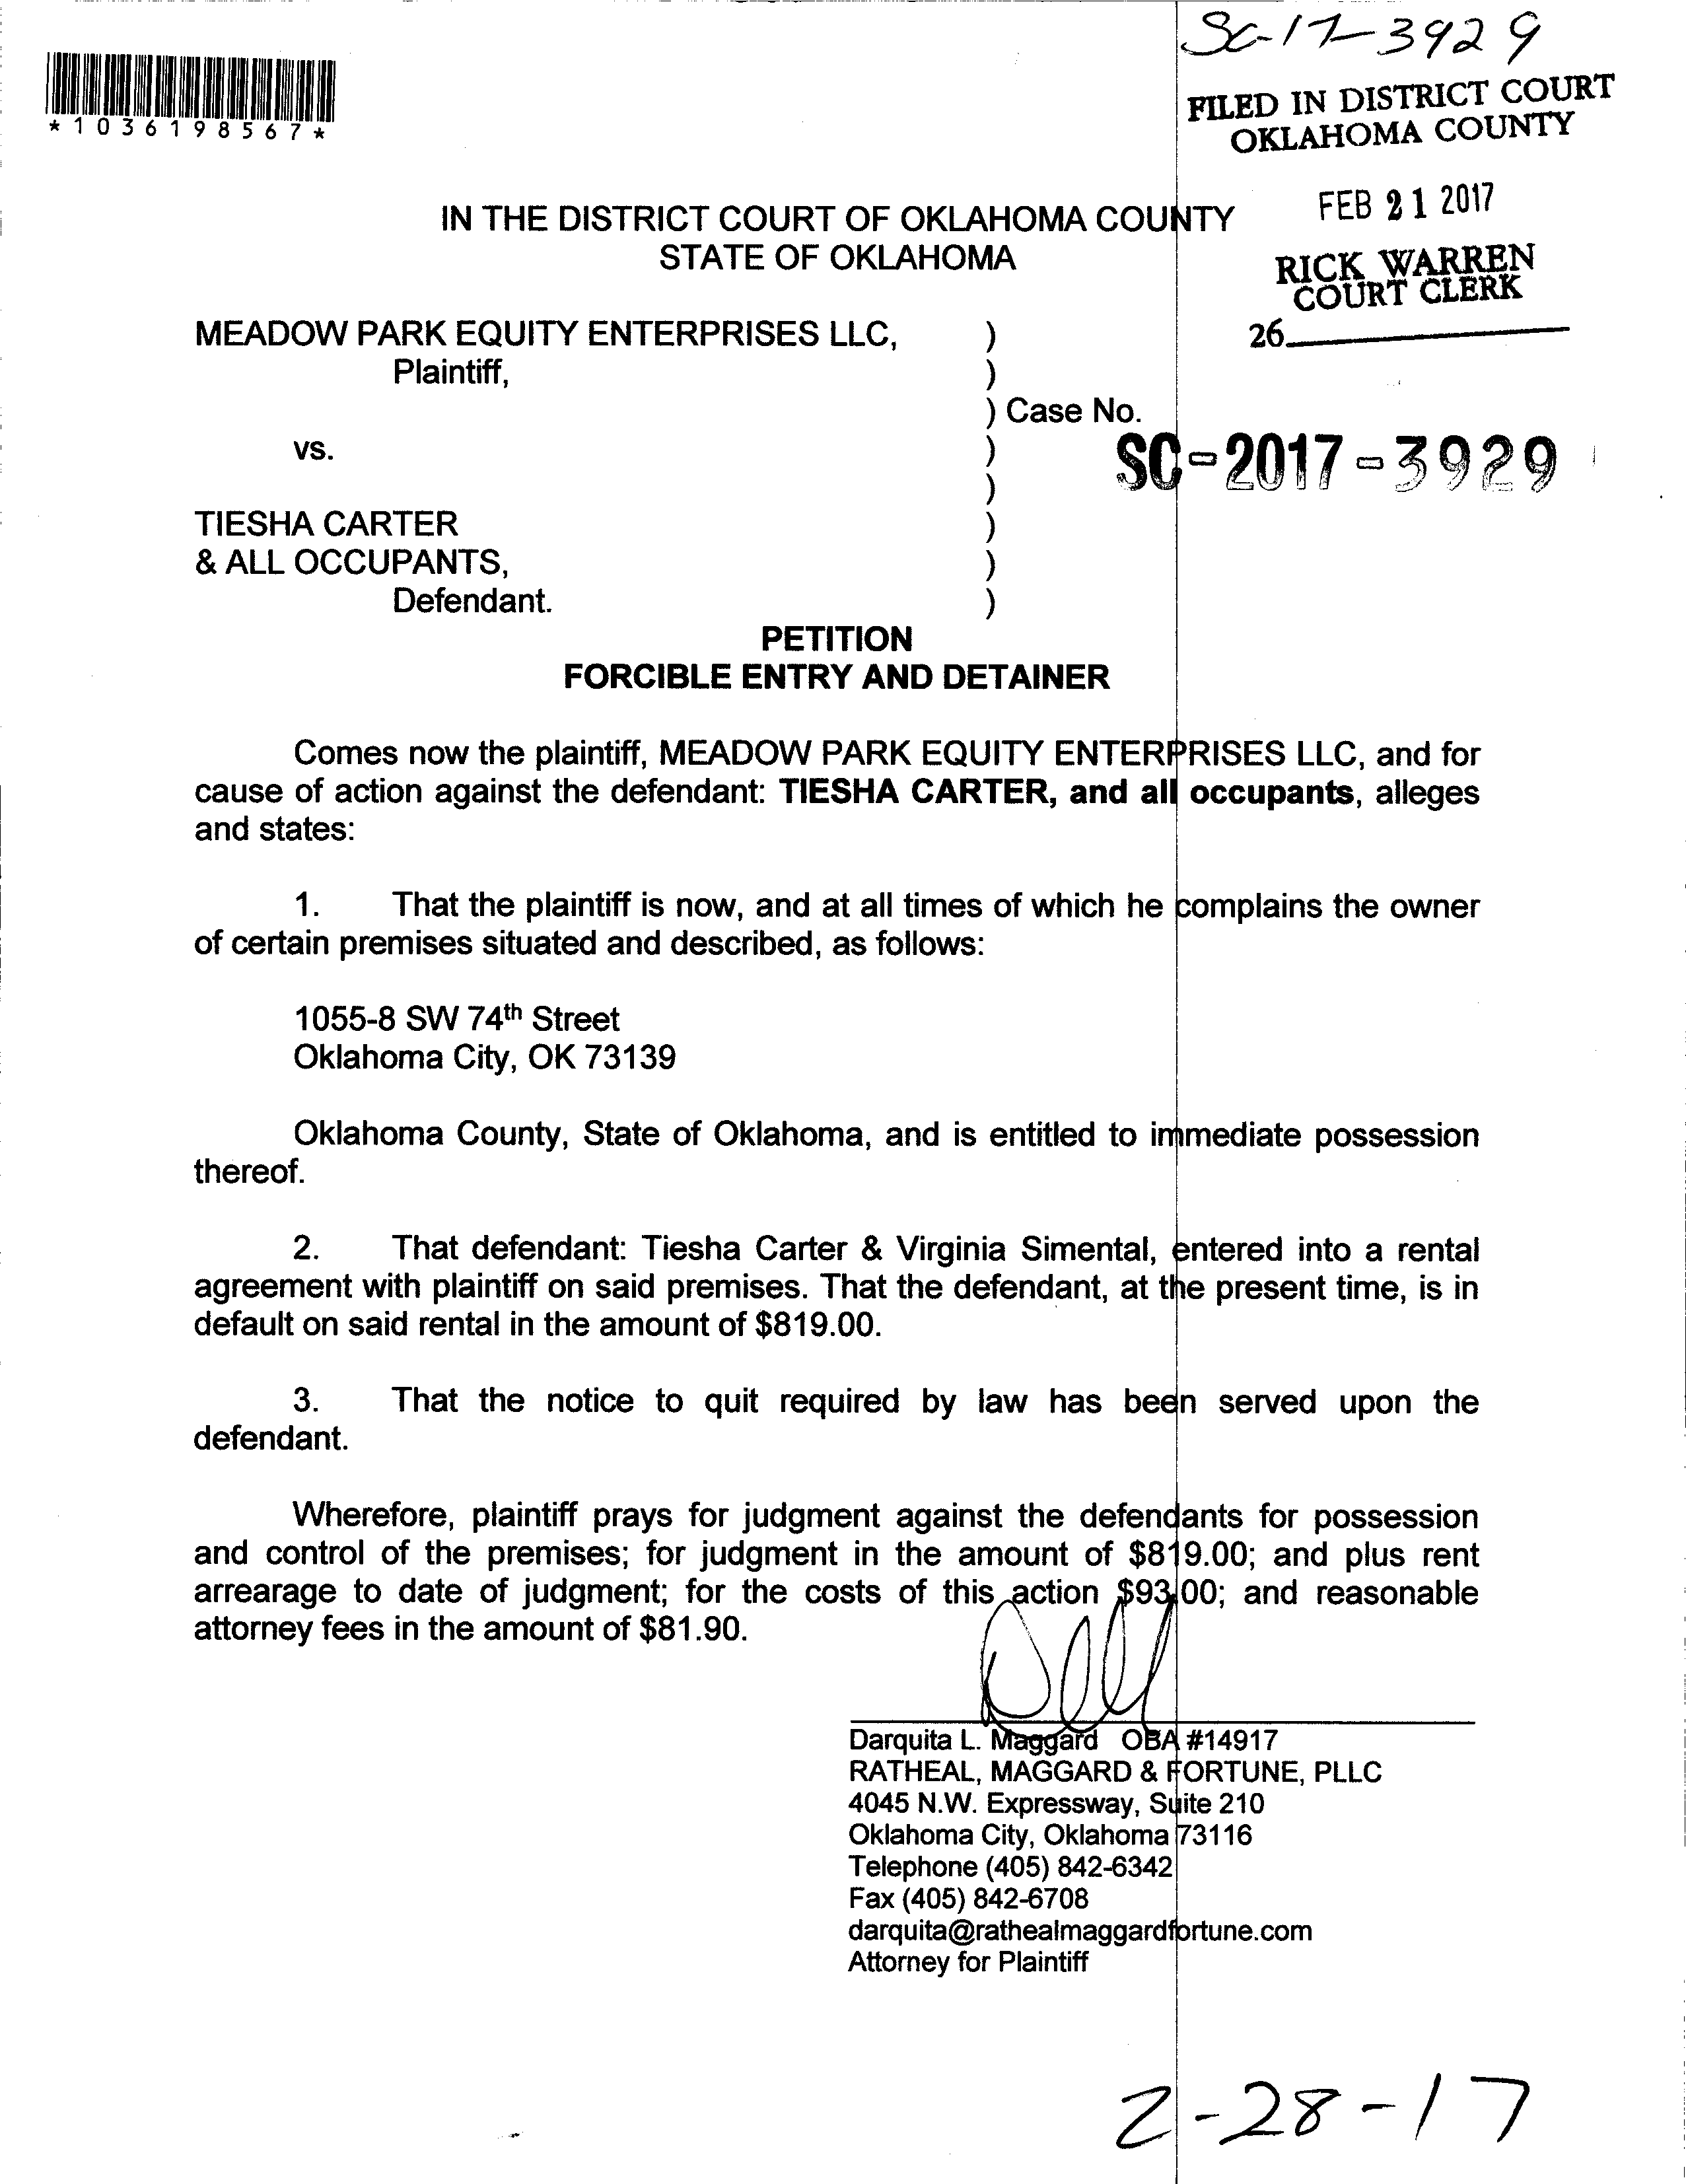 SC-17-3929
*1036198567*
FILED IN DISTRICT COURT
OKLAHOMA COUNTY
FEB 21 2017
RICK WARREN
COURT CLERK
26
IN THE DISTRICT COURT OF OKLAHOMA COUNTY
STATE OF OKLAHOMA
MEADOW PARK EQUITY ENTERPRISES LLC, )
Plaintiff, )
) Case No.
vs. ) SC-2017-3929
)
TIESHA CARTER )
& ALL OCCUPANTS, )
Defendant. )
PETITION
FORCIBLE ENTRY AND DETAINER
Comes now the plaintiff, MEADOW PARK EQUITY ENTERPRISES LLC, and for
cause of action against the defendant: TIESHA CARTER, and all occupants, alleges
and states:
1. That the plaintiff is now, and at all times of which he complains the owner
of certain premises situated and described, as follows:
1055-8 SW 74th Street
Oklahoma City, OK 73139
Oklahoma County, State of Oklahoma, and is entitled to immediate possession
thereof.
2. That defendant: Tiesha Carter & Virginia Simental, entered into a rental
agreement with plaintiff on said premises. That the defendant, at the present time, is in
default on said rental in the amount of $819.00.
3. That the notice to quit required by law has been served upon the
defendant.
Wherefore, plaintiff prays for judgment against the defendants for possession
and control of the premises; for judgment in the amount of $819.00; and plus rent
arrearage to date of judgment; for the costs of this action $93.00; and reasonable
attorney fees in the amount of $81.90.
Darquita L. Maggard OBA #14917
RATHEAL, MAGGARD & FORTUNE, PLLC
4045 N.W. Expressway, Suite 210
Oklahoma City, Oklahoma 73116
Telephone (405) 842-6342
Fax (405) 842-6708
darquita@rathealmaggardfortune.com
Attorney for Plaintiff
2-28-17